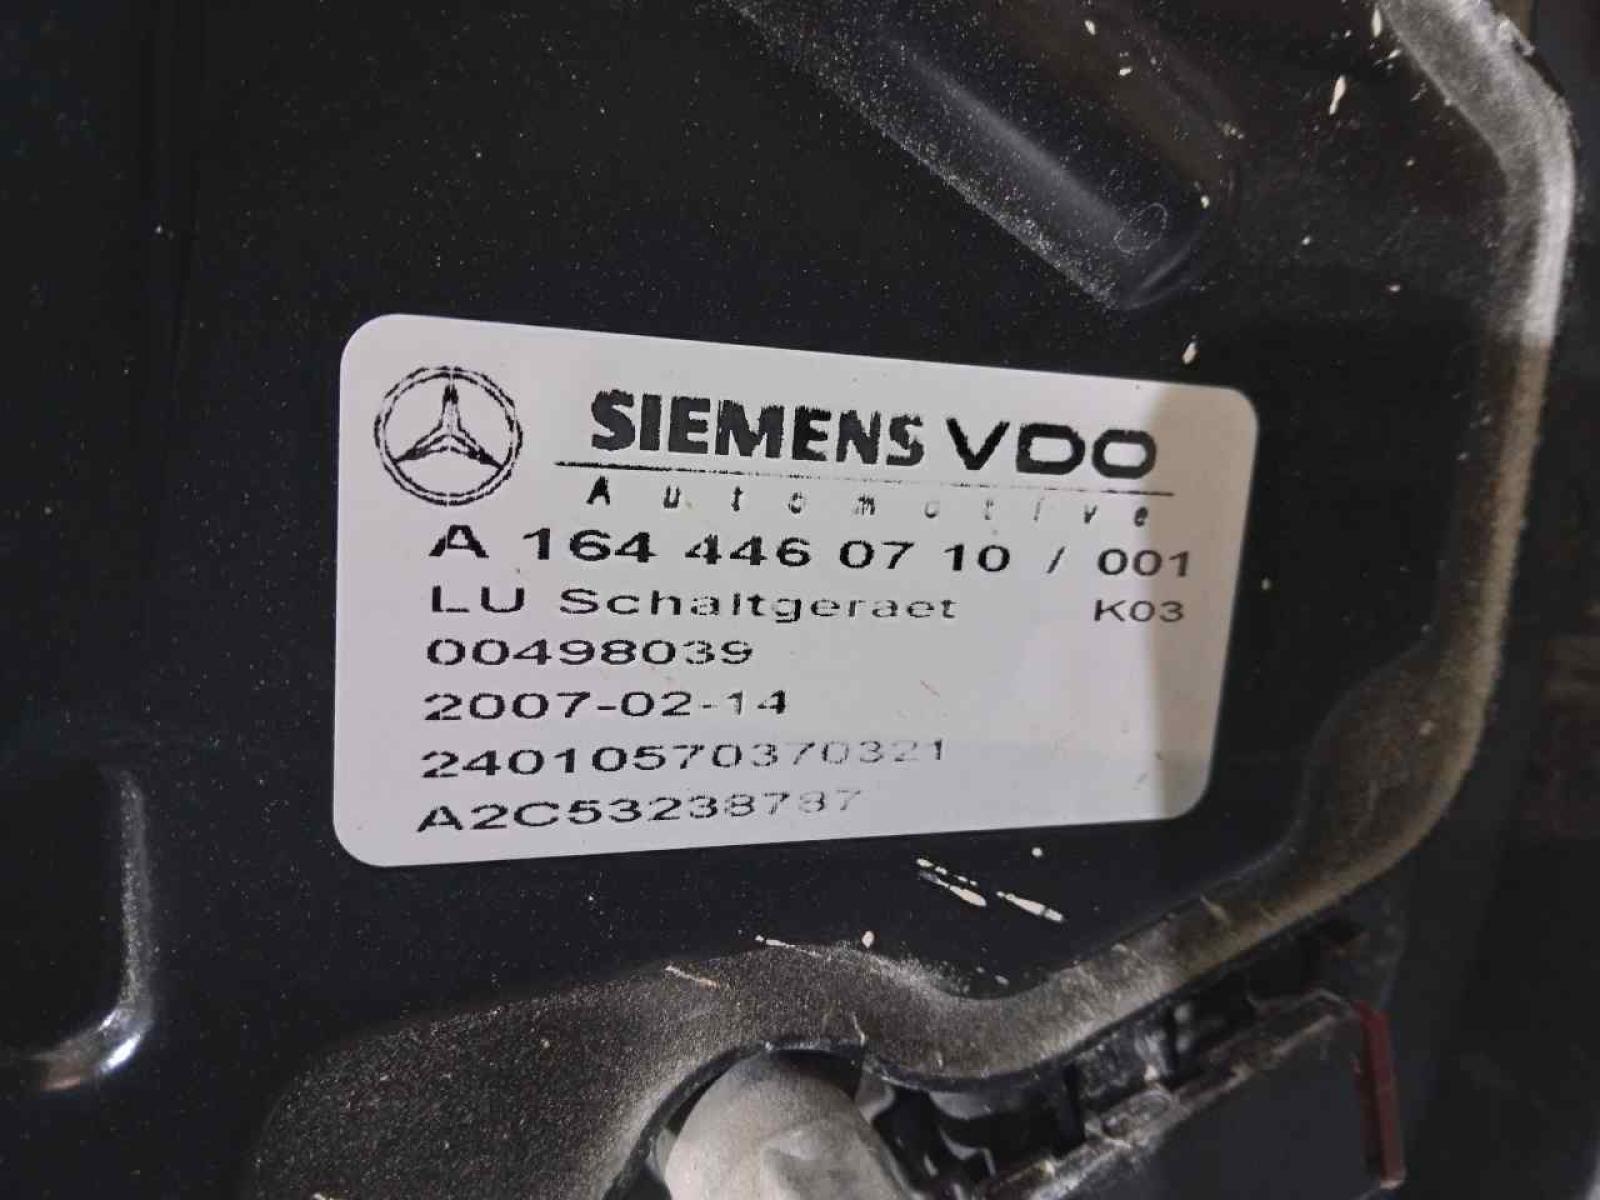 SIEMENS VDO
Automotive
A 164 446 07 10 / 001
LU Schaltgeraet K03
00498039
2007-02-14
24010570370321
A2C53238787